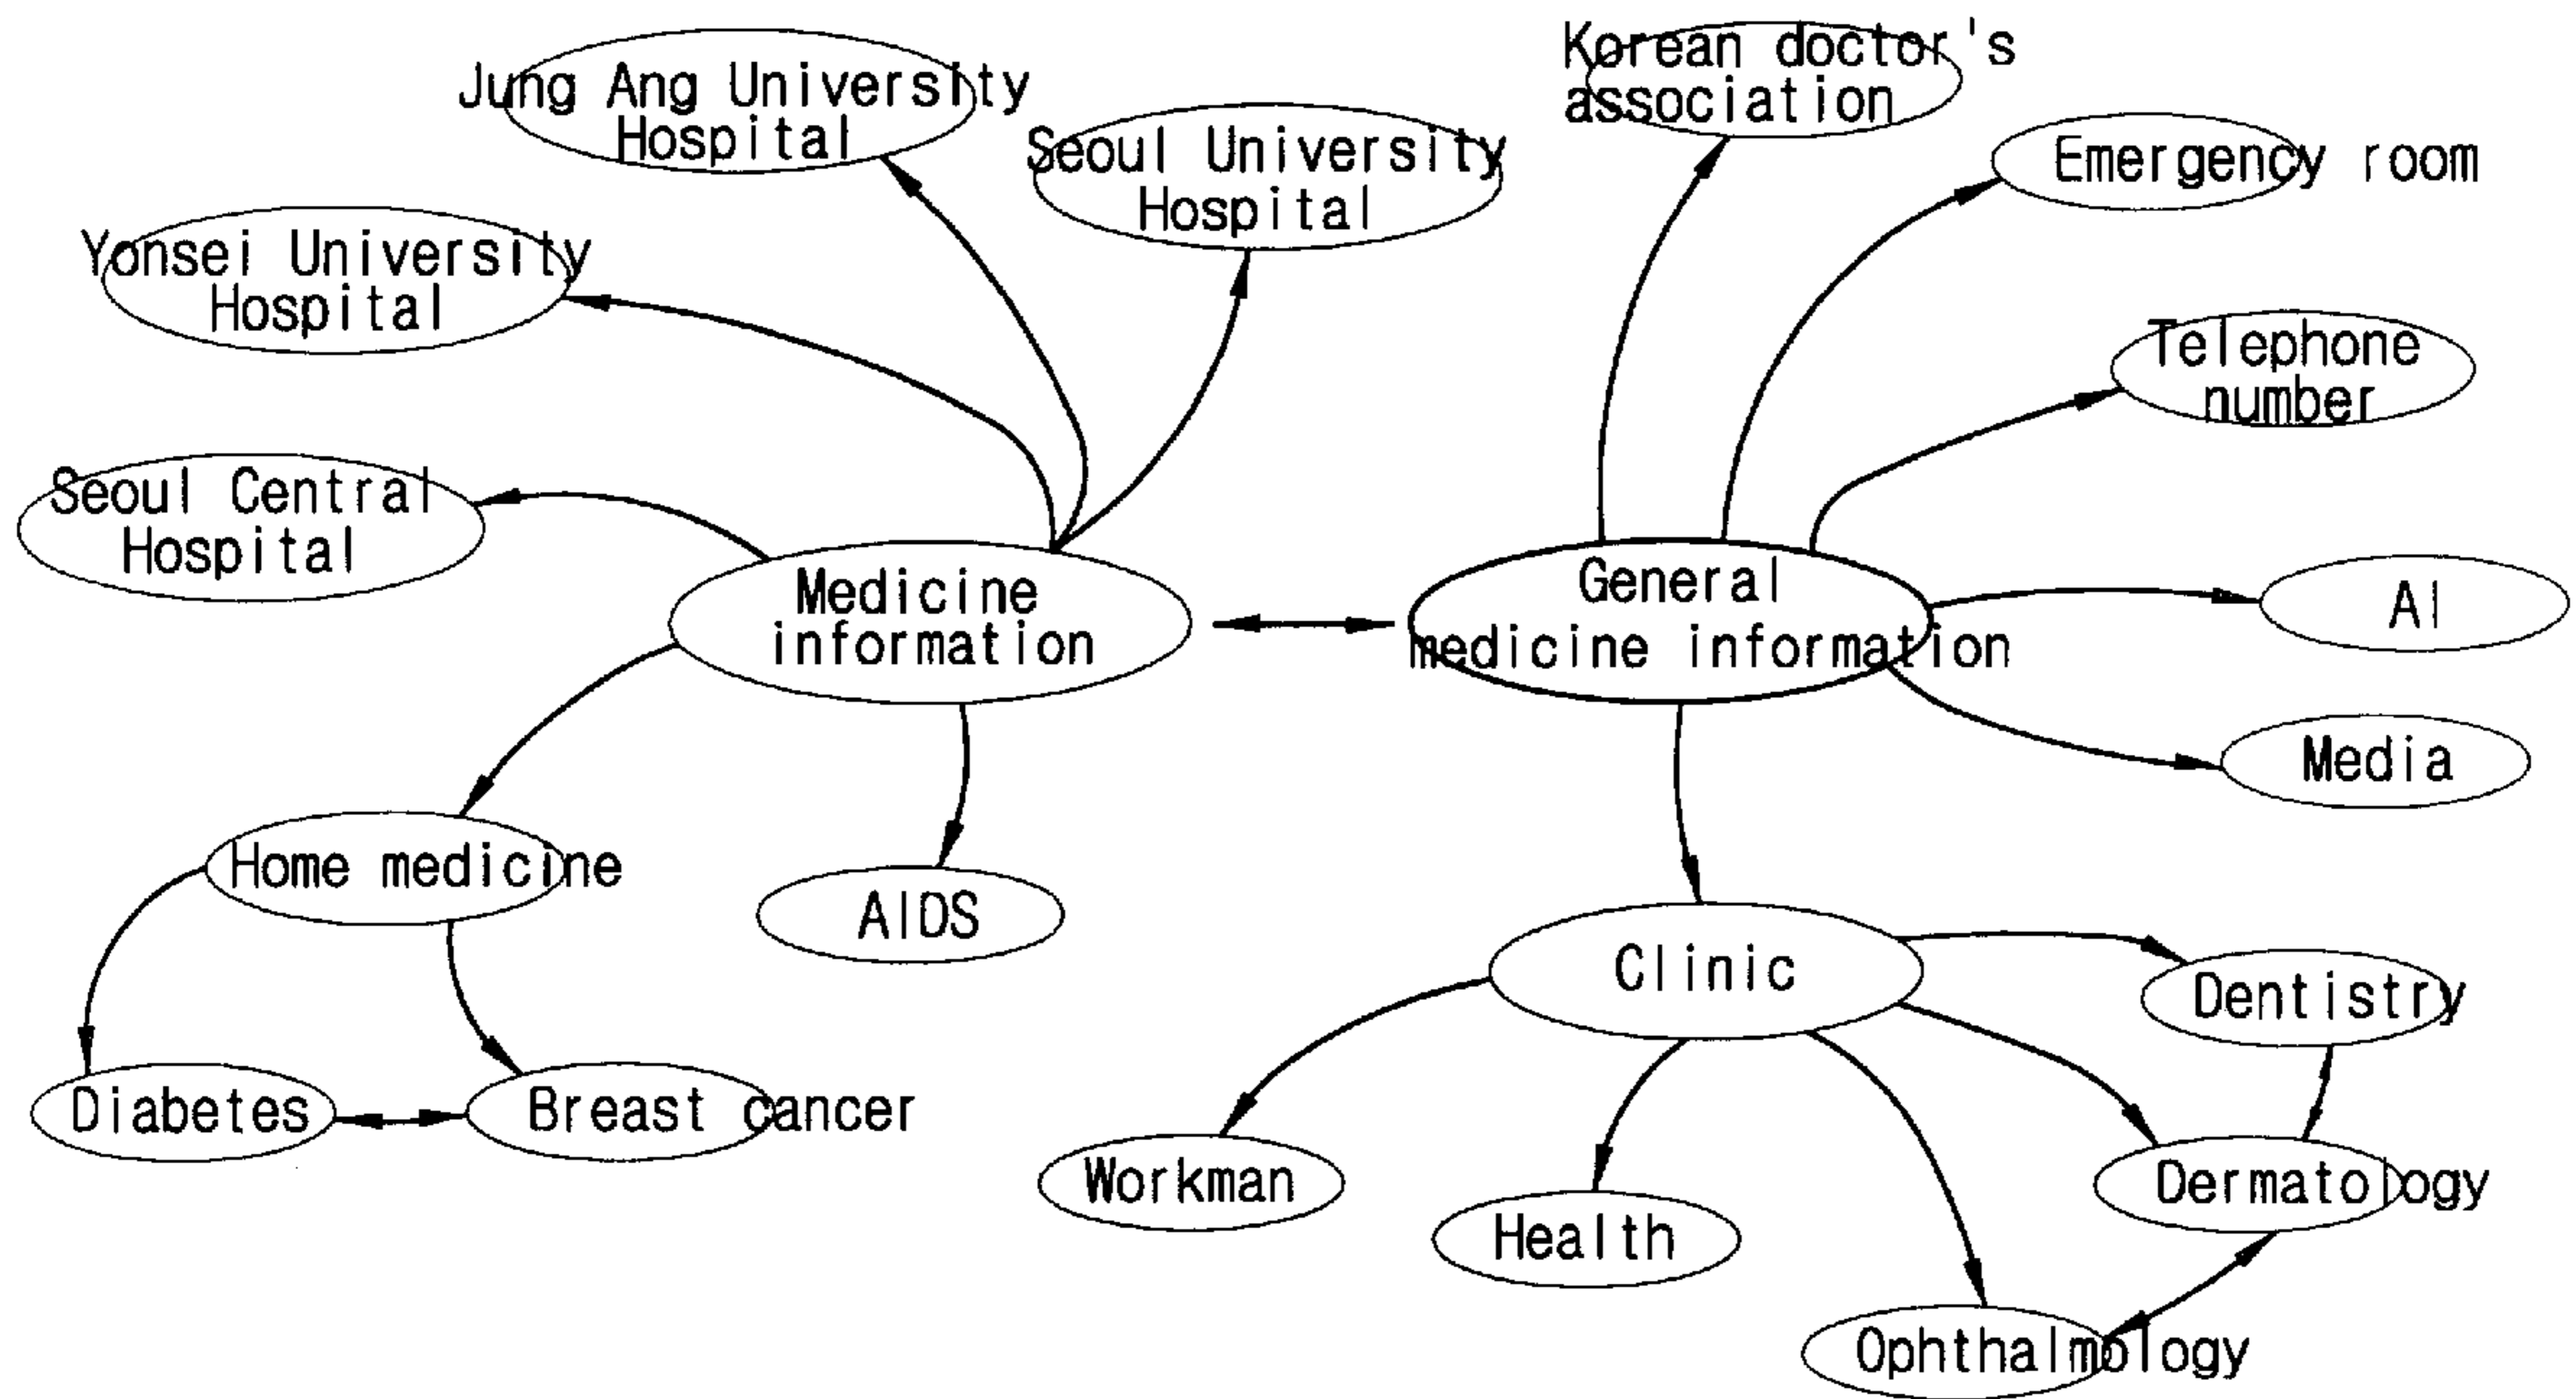 Jung Ang University
Hospital
Seoul University
Hospital
Yonsei University
Hospital
Seoul Central
Hospital
Medicine
information
Home medicine
AIDS
Diabetes
Breast cancer
Korean doctor's
association
Emergency room
Telephone
number
General
medicine information
AI
Media
Clinic
Dentistry
Workman
Health
Dermatology
Ophthalmology